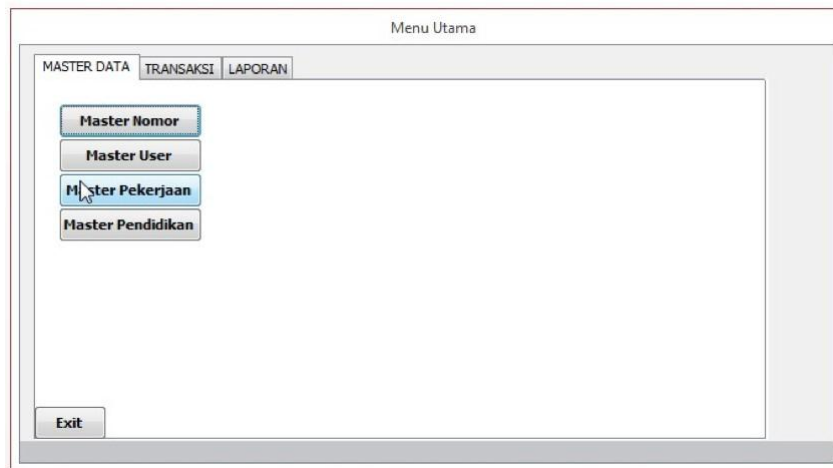 Menu Utama
MASTER DATA TRANSAKSI LAPORAN
Master Nomor
Master User
Master Pekerjaan
Master Pendidikan
Exit